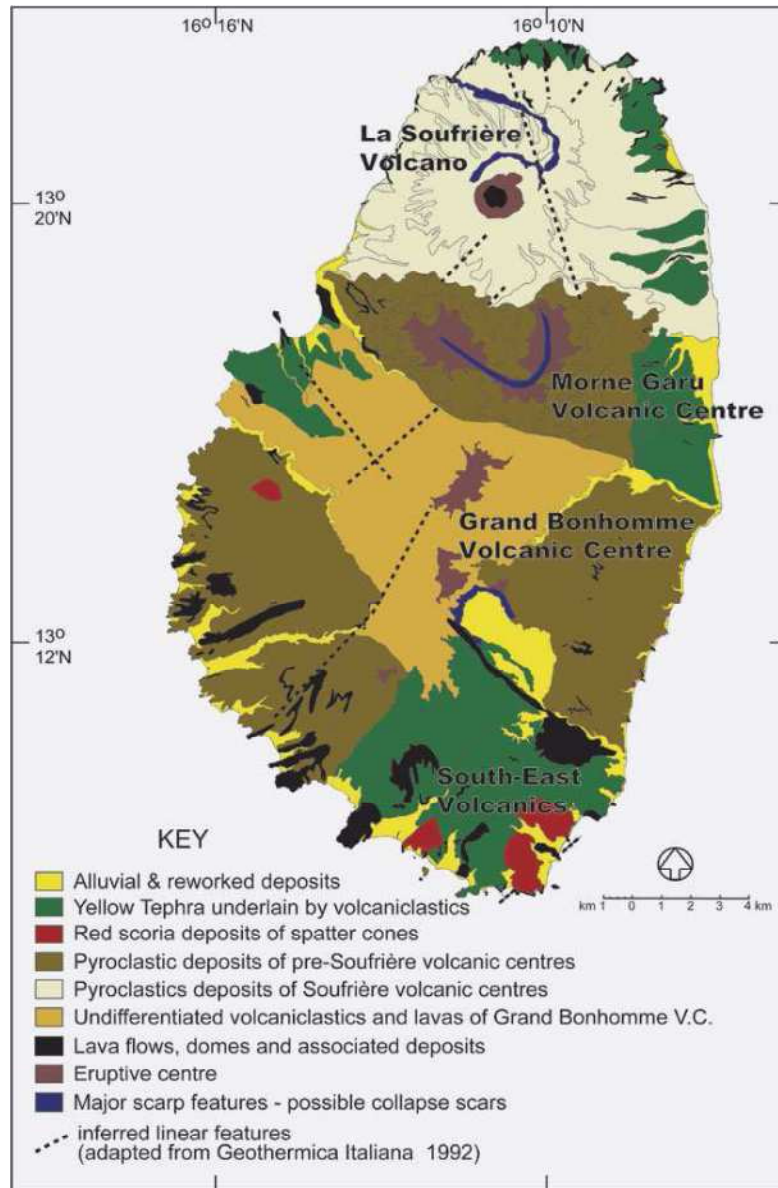 16º 16'N
16º 10'N
La Soufrière
Volcano
13º
20'N
Morne Garu
Volcanic Centre
Grand Bonhomme
Volcanic Centre
13º
12'N
South-East
Volcanics
KEY
Alluvial & reworked deposits
Yellow Tephra underlain by volcaniclastics
Red scoria deposits of spatter cones
Pyroclastic deposits of pre-Soufrière volcanic centres
Pyroclastics deposits of Soufrière volcanic centres
Undifferentiated volcaniclastics and lavas of Grand Bonhomme V.C.
Lava flows, domes and associated deposits
Eruptive centre
Major scarp features - possible collapse scars
inferred linear features
(adapted from Geothermica Italiana 1992)
km 1 0 1 2 3 4 km